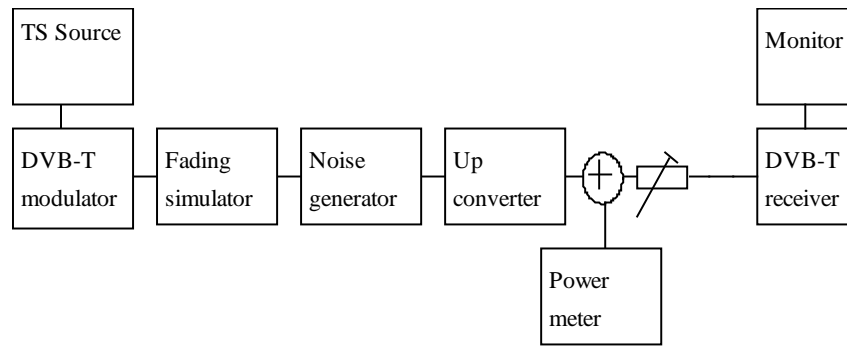 TS Source
Monitor
DVB-T
modulator
Fading
simulator
Noise
generator
Up
converter
DVB-T
receiver
Power
meter